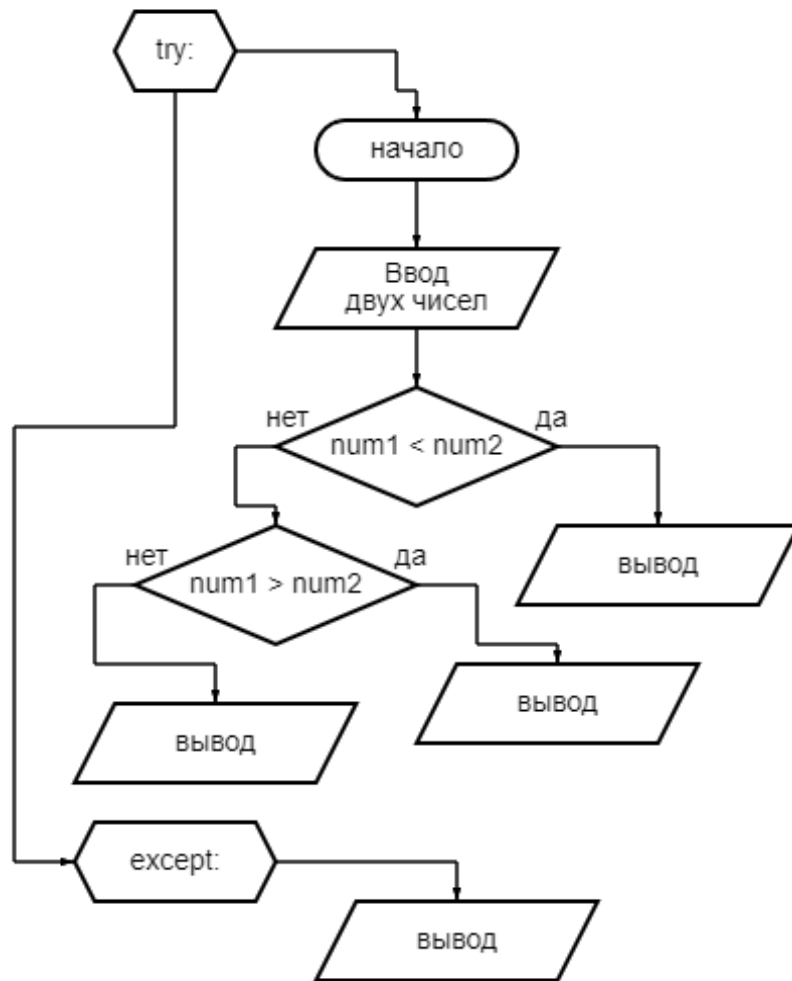 try:
начало
Ввод
двух чисел
нет
да
num1 < num2
нет
да
num1 > num2
вывод
вывод
вывод
except:
вывод